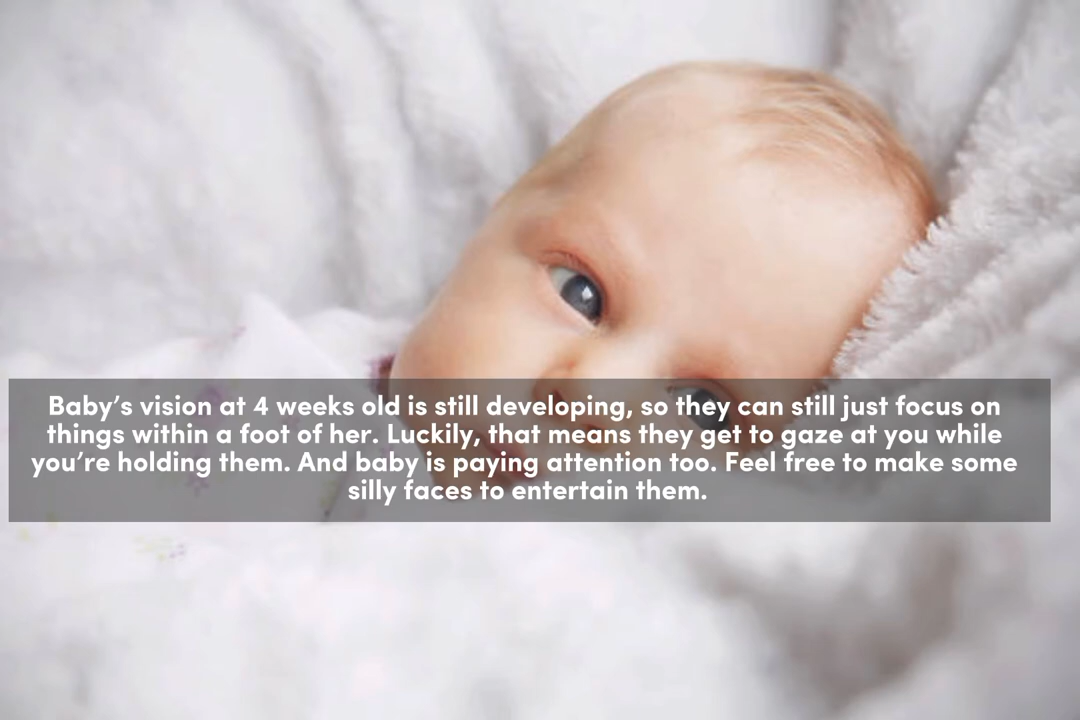 Baby’s vision at 4 weeks old is still developing, so they can still just focus on
things within a foot of her. Luckily, that means they get to gaze at you while
you’re holding them. And baby is paying attention too. Feel free to make some
silly faces to entertain them.